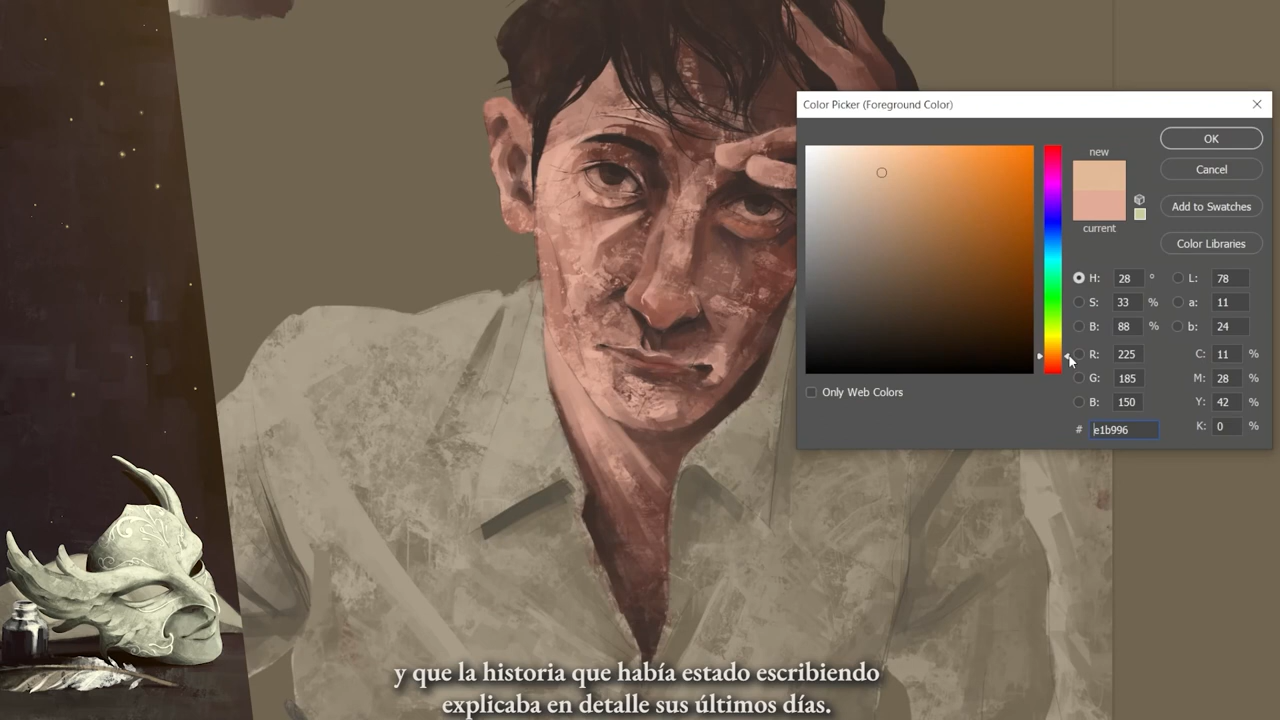 Color Picker (Foreground Color)
new
current
OK
Cancel
Add to Swatches
Color Libraries
H: 28 °
S: 33 %
B: 88 %
R: 225
G: 185
B: 150
# e1b996
L: 78
a: 11
b: 24
C: 11 %
M: 28 %
Y: 42 %
K: 0 %
Only Web Colors
y que la historia que había estado escribiendo
explicaba en detalle sus últimos días.